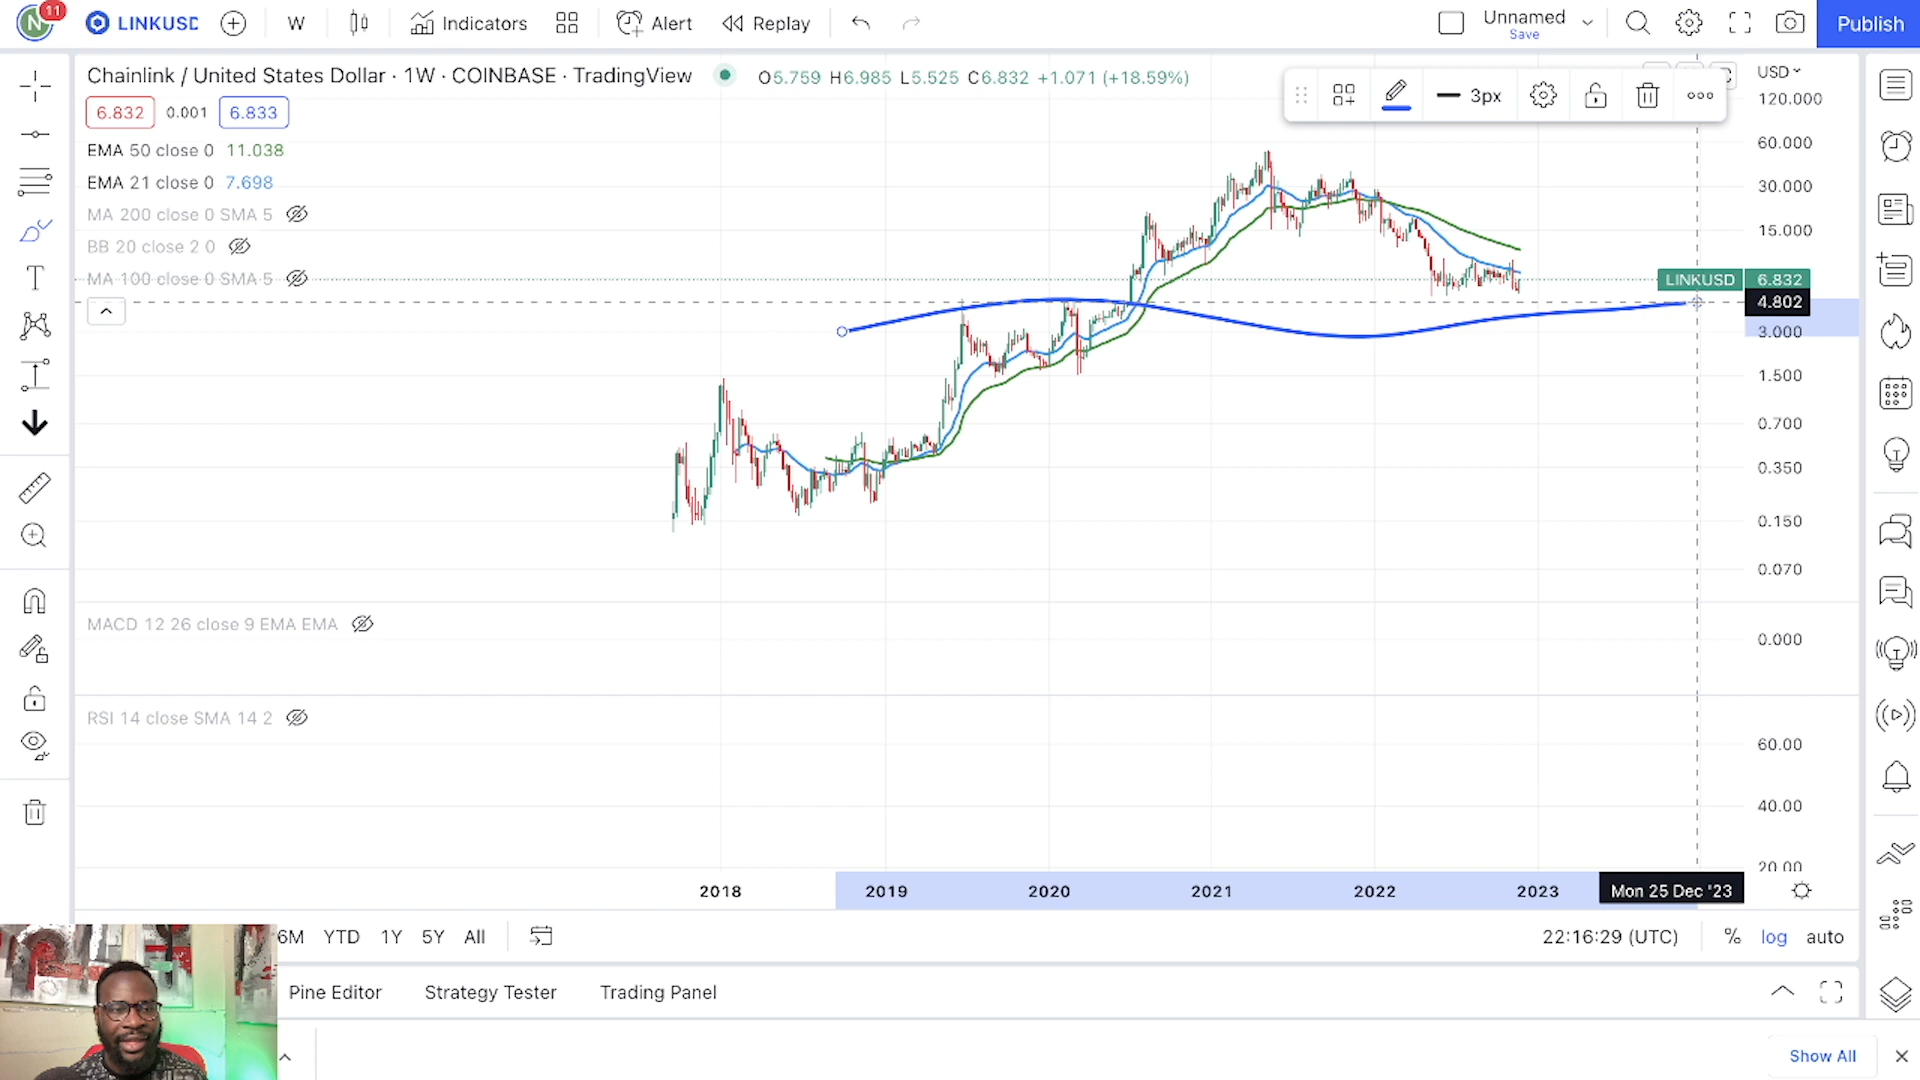 N 11 LINKUSD W Indicators Alert Replay Unnamed Publish
Save
Chainlink / United States Dollar · 1W · COINBASE · TradingView O5.759 H6.985 L5.525 C6.832 +1.071 (+18.59%)
USD
3px
6.832 0.001 6.833
EMA 50 close 0 11.038
EMA 21 close 0 7.698
MA 200 close 0 SMA 5
BB 20 close 2 0
MA 100 close 0 SMA 5
120.000
60.000
30.000
15.000
LINKUSD 6.832
4.802
3.000
1.500
0.700
0.350
0.150
0.070
MACD 12 26 close 9 EMA EMA
0.000
RSI 14 close SMA 14 2
60.00
40.00
20.00
2018 2019 2020 2021 2022 2023 Mon 25 Dec '23
6M YTD 1Y 5Y All 22:16:29 (UTC) % log auto
Pine Editor Strategy Tester Trading Panel
Show All